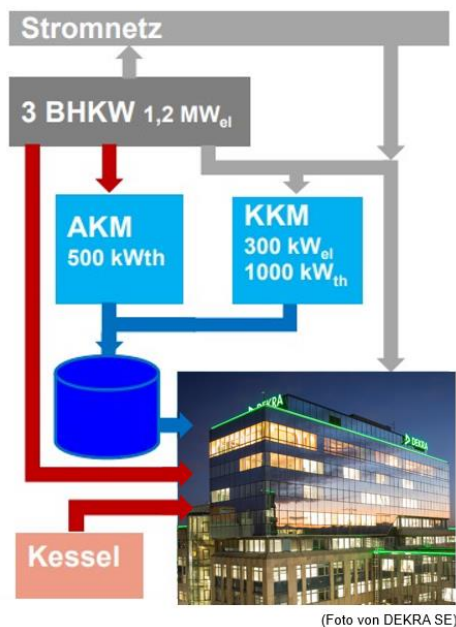 Stromnetz
3 BHKW 1,2 MWel
AKM
500 kWth
KKM
300 kWel
1000 kWth
DEKRA
DEKRA
Kessel
(Foto von DEKRA SE)